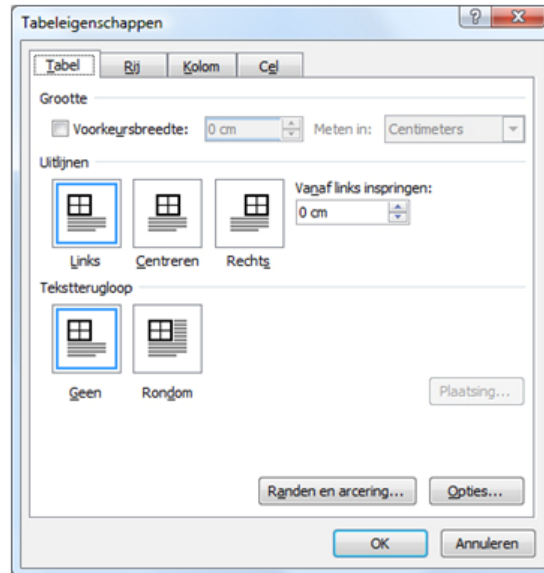 Tabeleigenschappen
Tabel Rij Kolom Cel
Grootte
Voorkeursbreedte: 0 cm Meten in: Centimeters
Uitlijnen
Vanaf links inspringen:
0 cm
Links Centreren Rechts
Tekstterugloop
Geen Rondom
Plaatsing...
Randen en arcering... Opties...
OK Annuleren